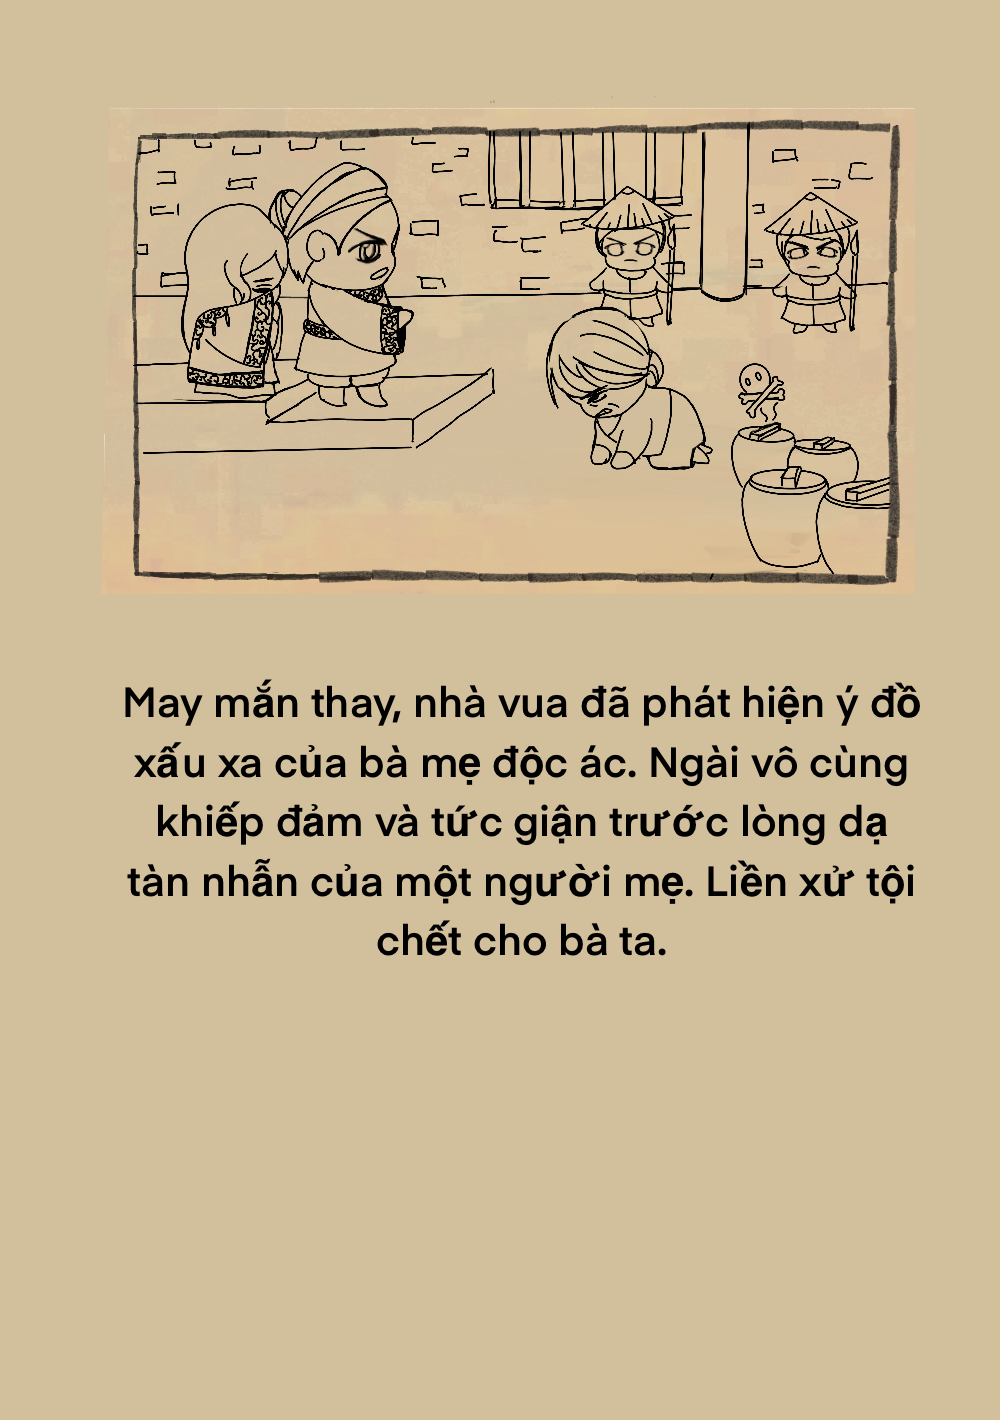 May mắn thay, nhà vua đã phát hiện ý đồ
xấu xa của bà mẹ độc ác. Ngài vô cùng
khiếp đảm và tức giận trước lòng dạ
tàn nhẫn của một người mẹ. Liền xử tội
chết cho bà ta.